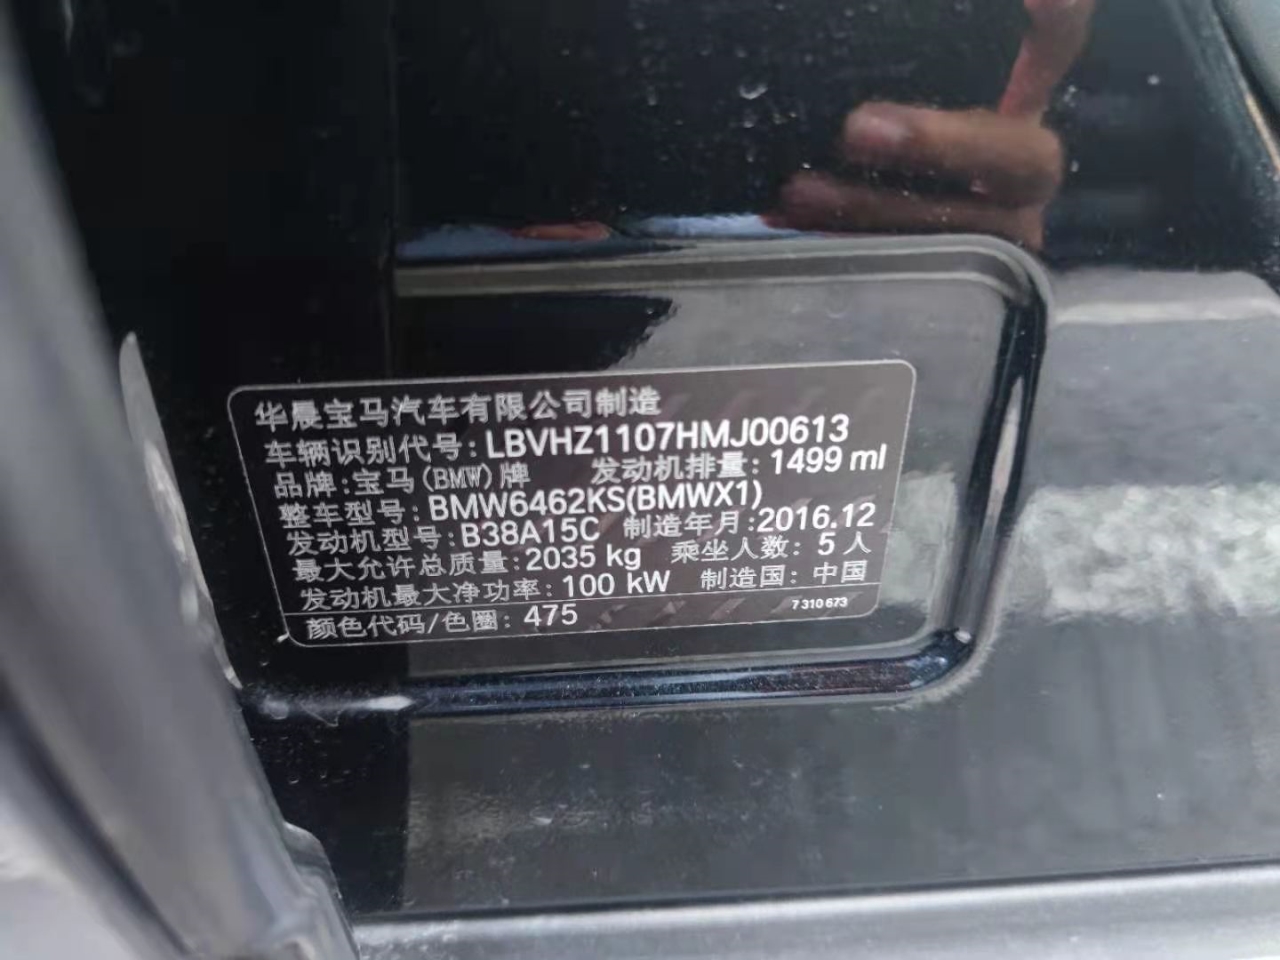 华晨宝马汽车有限公司制造
车辆识别代号:LBVHZ1107HMJ00613
品牌:宝马(BMW)牌 发动机排量:1499 ml
整车型号:BMW6462KS(BMWX1)
发动机型号:B38A15C 制造年月:2016.12
最大允许总质量:2035 kg 乘坐人数:5人
发动机最大净功率:100 kW 制造国:中国
颜色代码/色圈:475 7 310 673